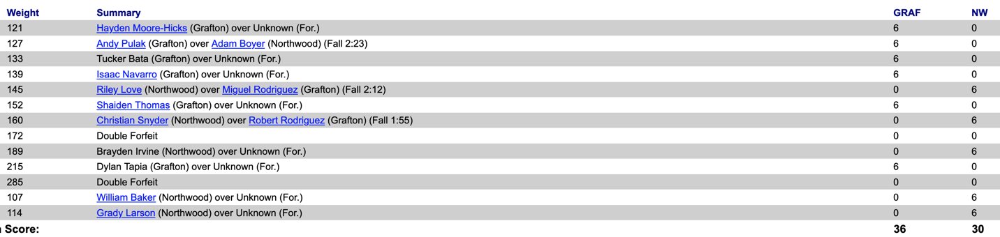 Weight Summary GRAF NW
121 Hayden Moore-Hicks (Grafton) over Unknown (For.) 6 0
127 Andy Pulak (Grafton) over Adam Boyer (Northwood) (Fall 2:23) 6 0
133 Tucker Bata (Grafton) over Unknown (For.) 6 0
139 Isaac Navarro (Grafton) over Unknown (For.) 6 0
145 Riley Love (Northwood) over Miguel Rodriguez (Grafton) (Fall 2:12) 0 6
152 Shaiden Thomas (Grafton) over Unknown (For.) 6 0
160 Christian Snyder (Northwood) over Robert Rodriguez (Grafton) (Fall 1:55) 0 6
172 Double Forfeit 0 0
189 Brayden Irvine (Northwood) over Unknown (For.) 0 6
215 Dylan Tapia (Grafton) over Unknown (For.) 6 0
285 Double Forfeit 0 0
107 William Baker (Northwood) over Unknown (For.) 0 6
114 Grady Larson (Northwood) over Unknown (For.) 0 6
Score: 36 30